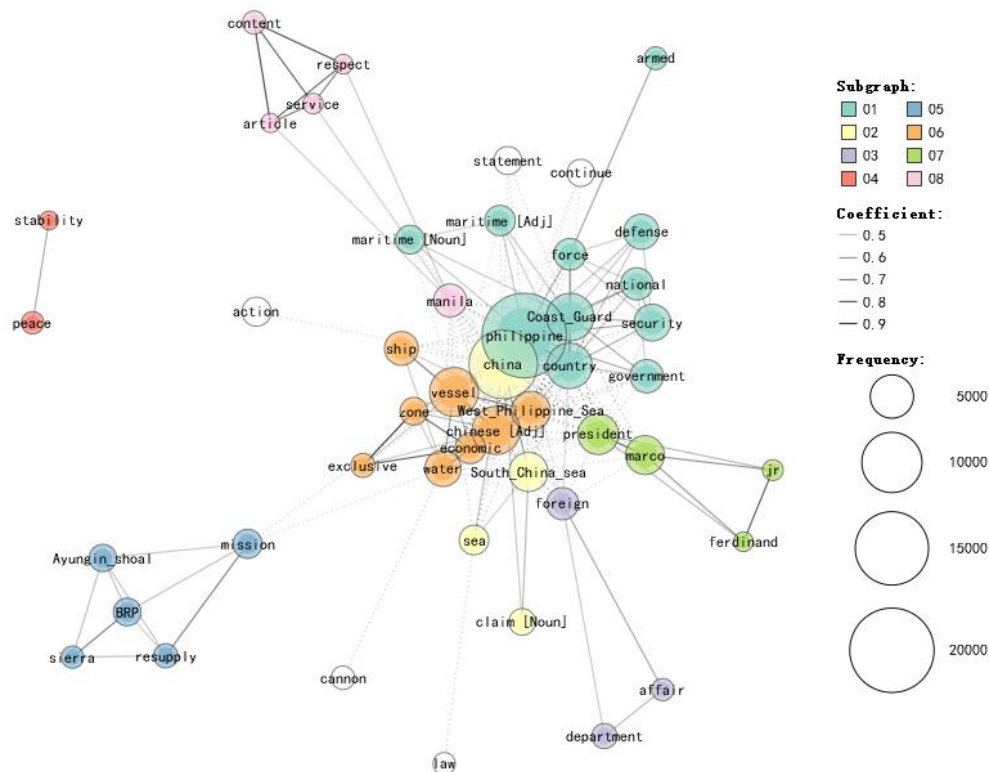 content
respect
service
article
armed
statement
continue
maritime [Adj]
maritime [Noun]
defense
force
national
manila
Coast_Guard
security
philippine
action
ship
china
country
government
vessel
zone
West_Philippine_Sea
chinese [Adj]
president
economic
marco
exclusive
water
South_China_sea
jr
foreign
ferdinand
sea
mission
Ayungin_shoal
BRP
claim [Noun]
sierra
resupply
cannon
affair
department
law
stability
peace
Subgraph:
01 05
02 06
03 07
04 08
Coefficient:
0.5
0.6
0.7
0.8
0.9
Frequency:
5000
10000
15000
20000